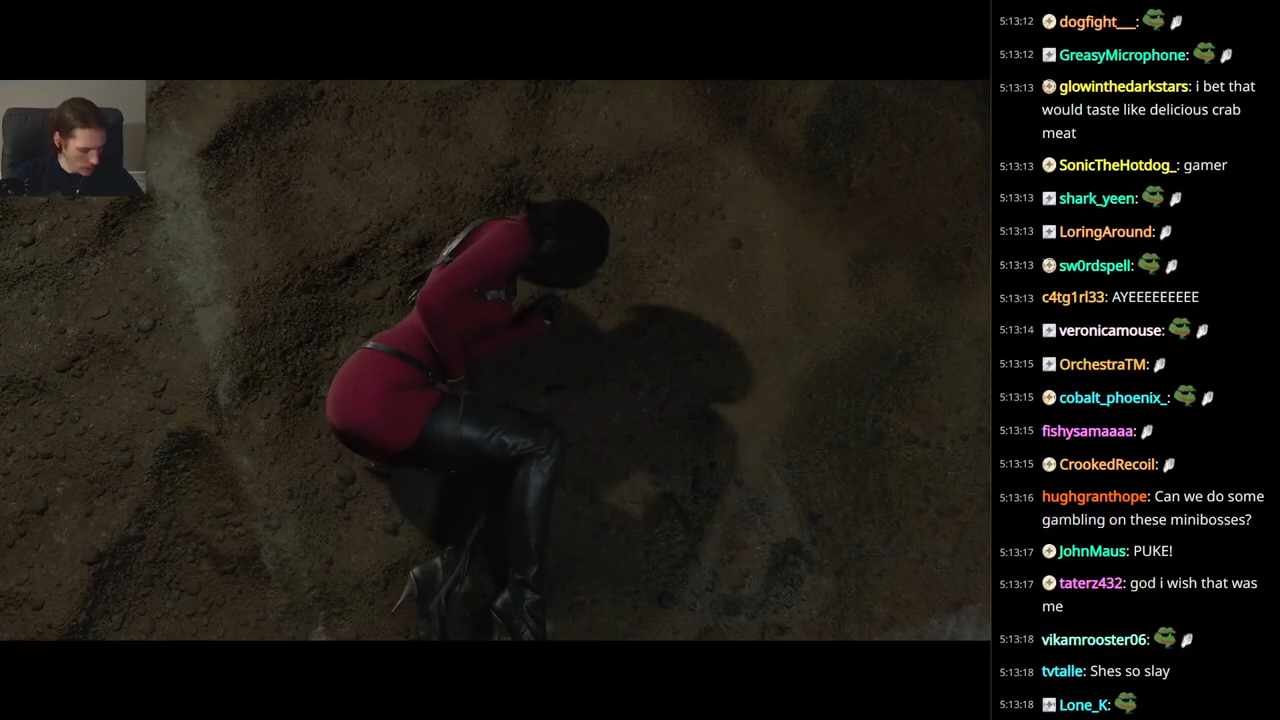 5:13:12 dogfight___:
5:13:12 GreasyMicrophone:
5:13:13 glowinthedarkstars: i bet that
would taste like delicious crab
meat
5:13:13 SonicTheHotdog_: gamer
5:13:13 shark_yeen:
5:13:13 LoringAround:
5:13:13 sw0rdspell:
5:13:13 c4tg1rl33: AYEEEEEEEEE
5:13:14 veronicamouse:
5:13:15 OrchestraTM:
5:13:15 cobalt_phoenix_:
5:13:15 fishysamaaaa:
5:13:15 CrookedRecoil:
5:13:16 hughgranthope: Can we do some
gambling on these minibosses?
5:13:17 JohnMaus: PUKE!
5:13:17 taterz432: god i wish that was
me
5:13:18 vikamrooster06:
5:13:18 tvtalle: Shes so slay
5:13:18 Lone_K: